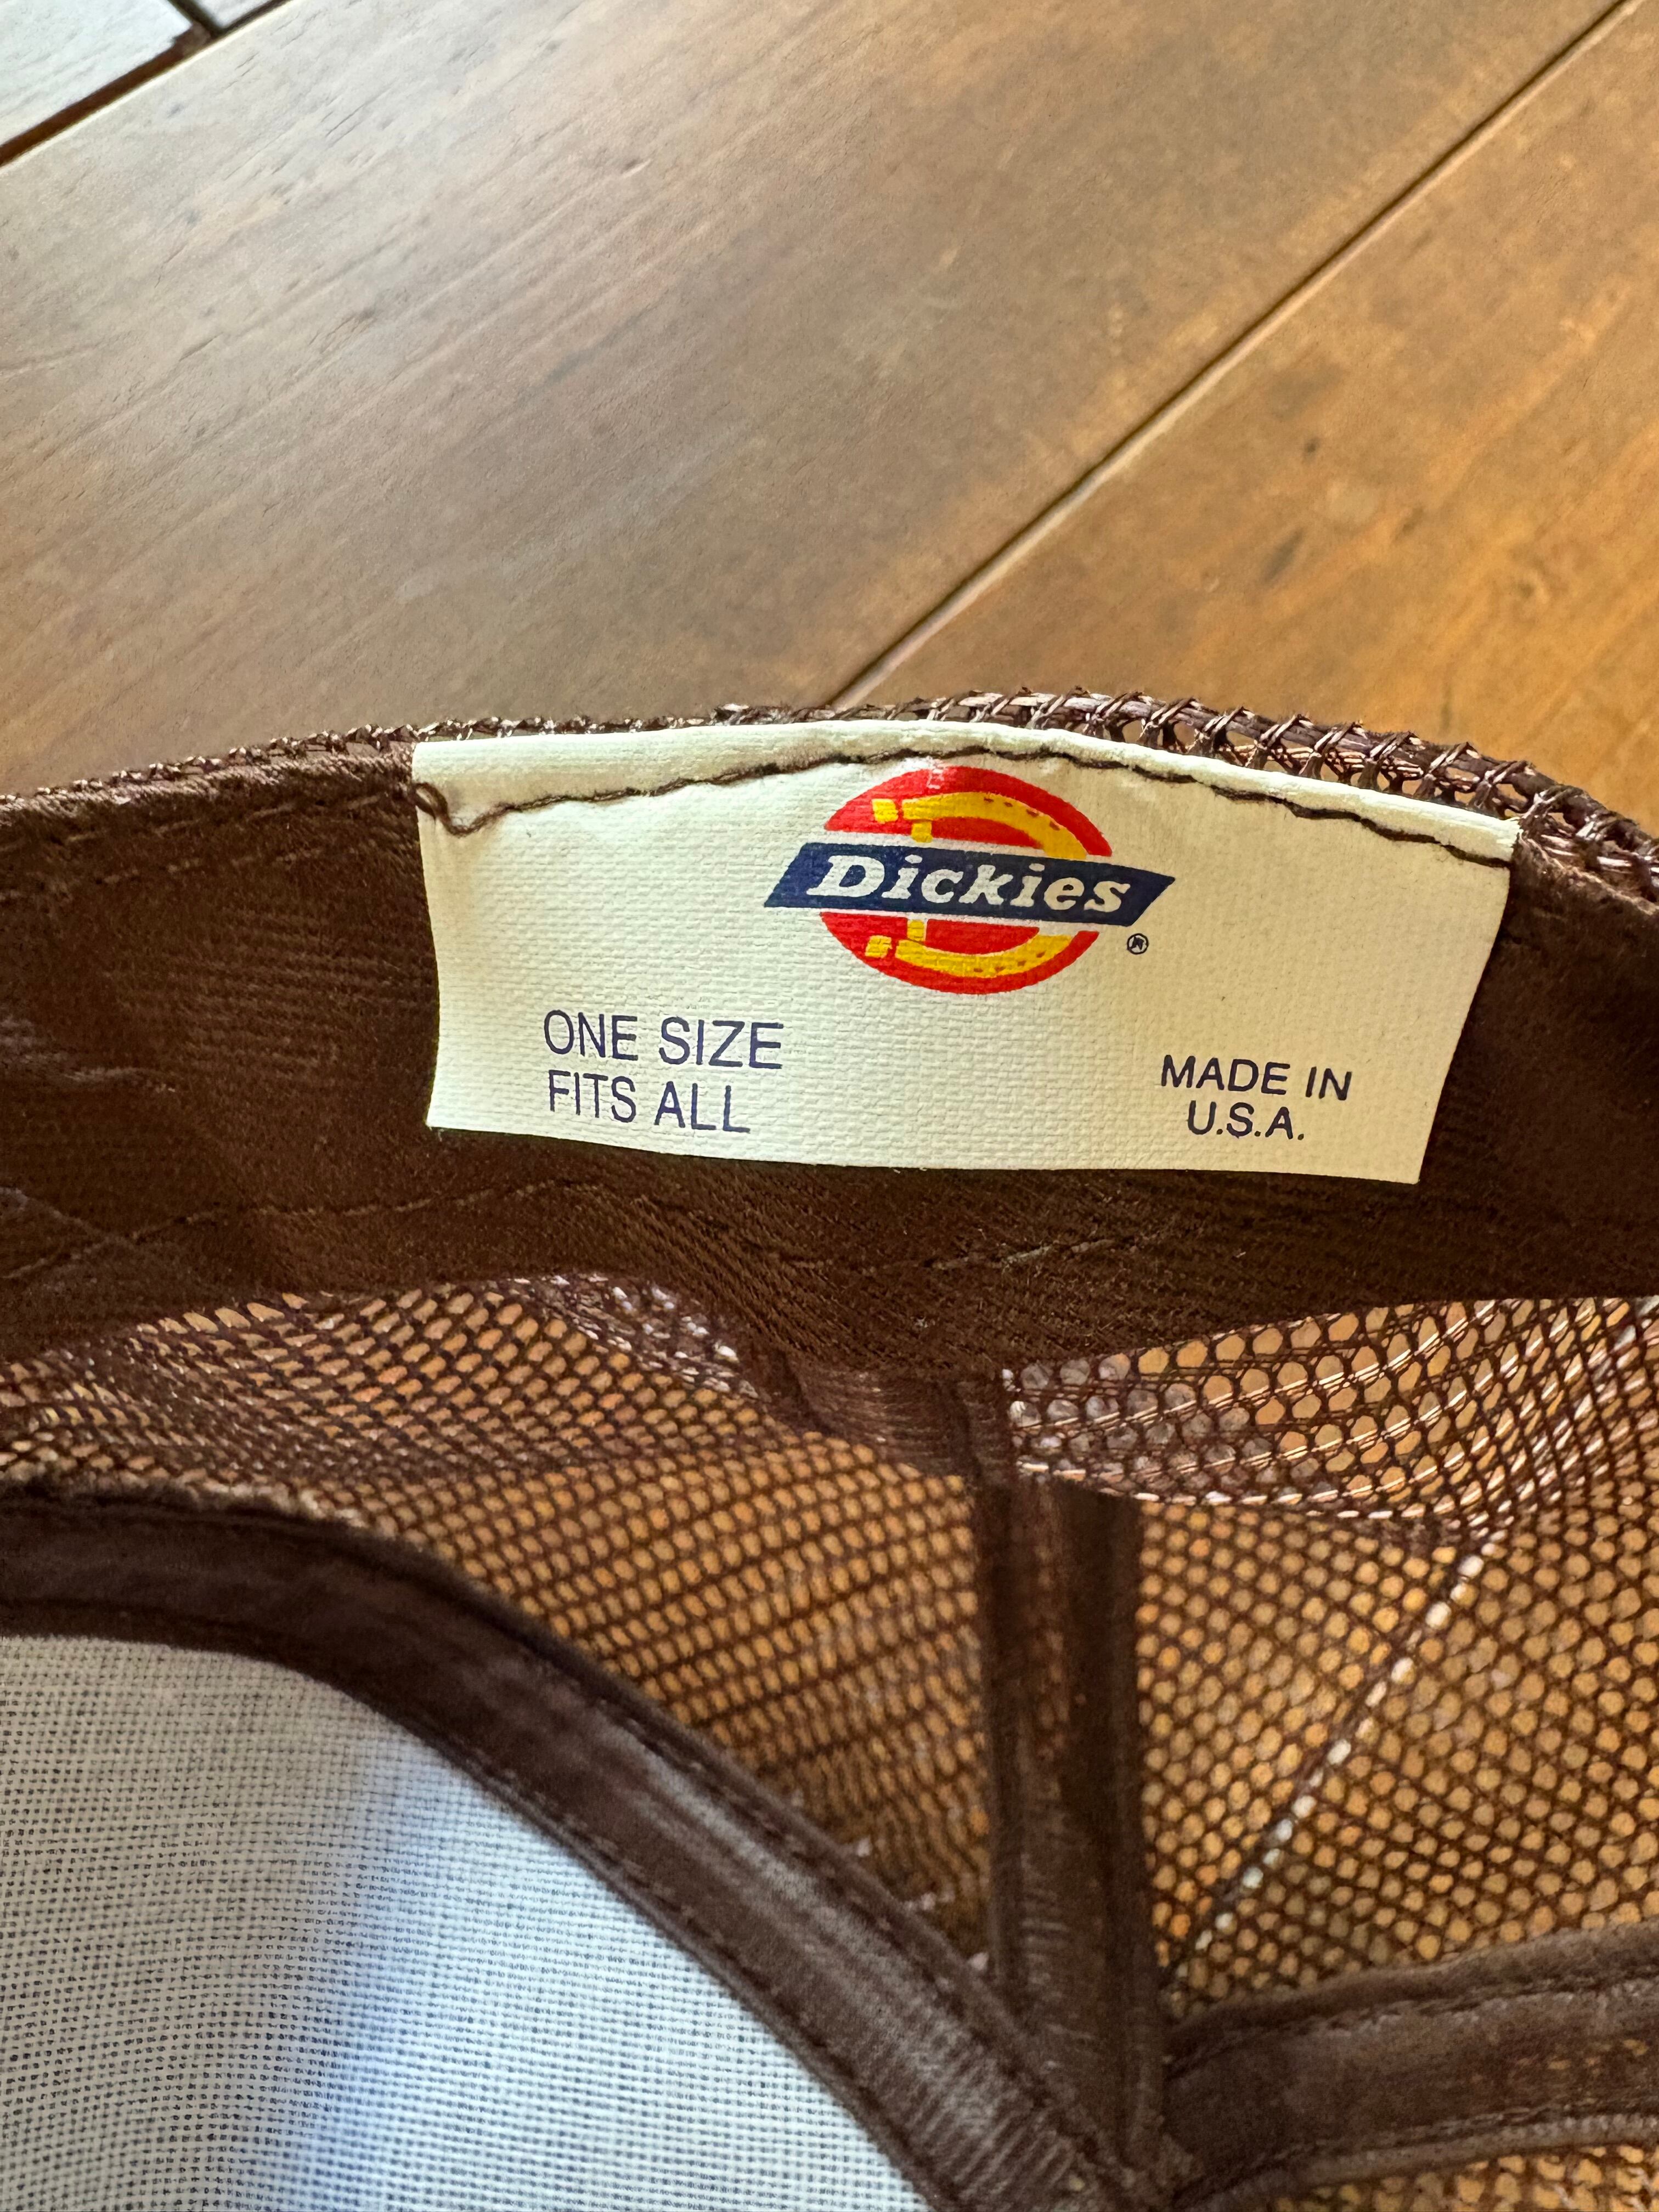 Dickies
®
ONE SIZE
FITS ALL
MADE IN
U.S.A.